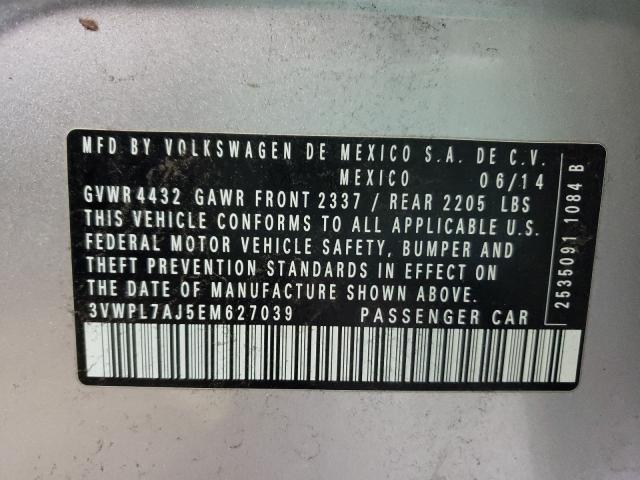 MFD BY VOLKSWAGEN DE MEXICO S.A. DE C.V.
MEXICO 06/14
GVWR 4432 GAWR FRONT 2337 / REAR 2205 LBS
THIS VEHICLE CONFORMS TO ALL APPLICABLE U.S.
FEDERAL MOTOR VEHICLE SAFETY, BUMPER AND
THEFT PREVENTION STANDARDS IN EFFECT ON
THE DATE OF MANUFACTURE SHOWN ABOVE.
3VWPL7AJ5EM627039 PASSENGER CAR
2535091 1084 B